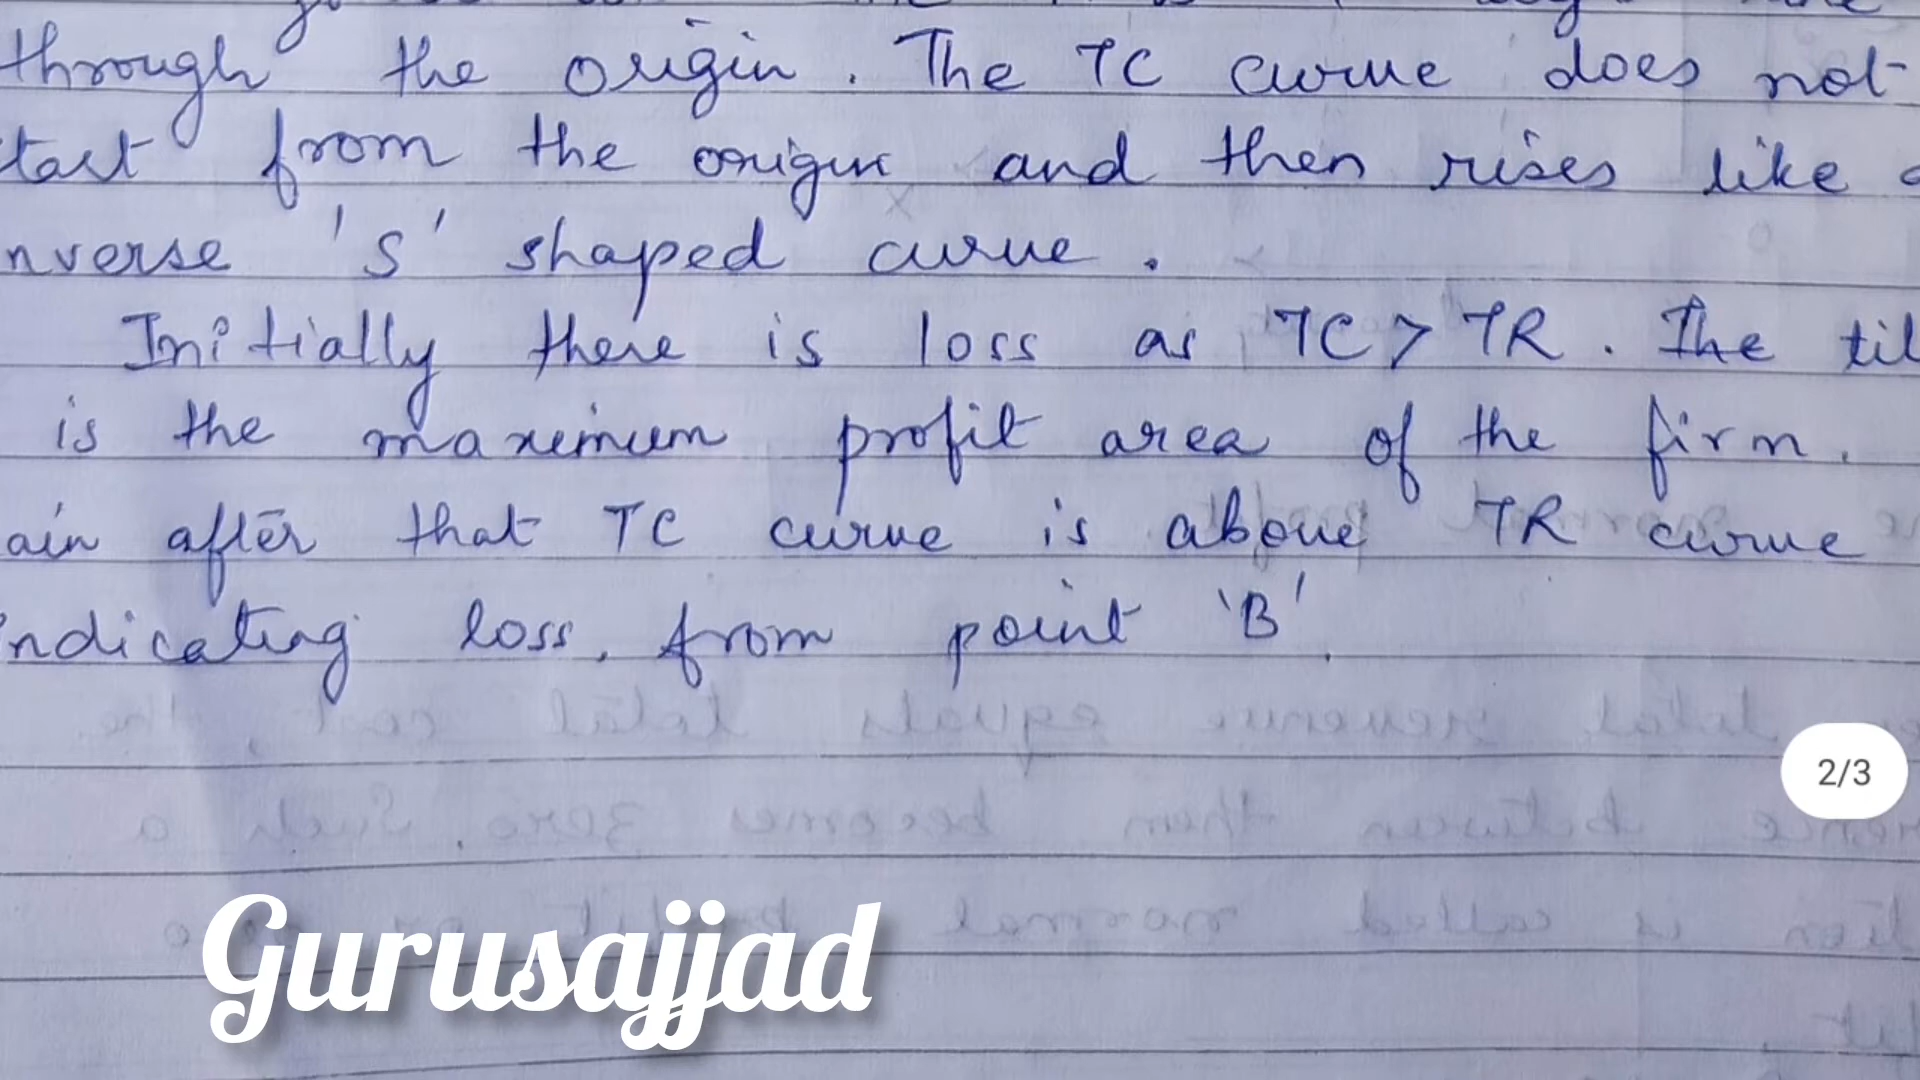 through the origin. The TC curve does not
tart from the origin and then rises like a
nverse 'S' shaped curve.
Initially there is loss as TC > TR. The til
is the maximum profit area of the firm.
ain after that TC curve is above TR curve
indicating loss. from point 'B'.
2/3
Gurusajjad